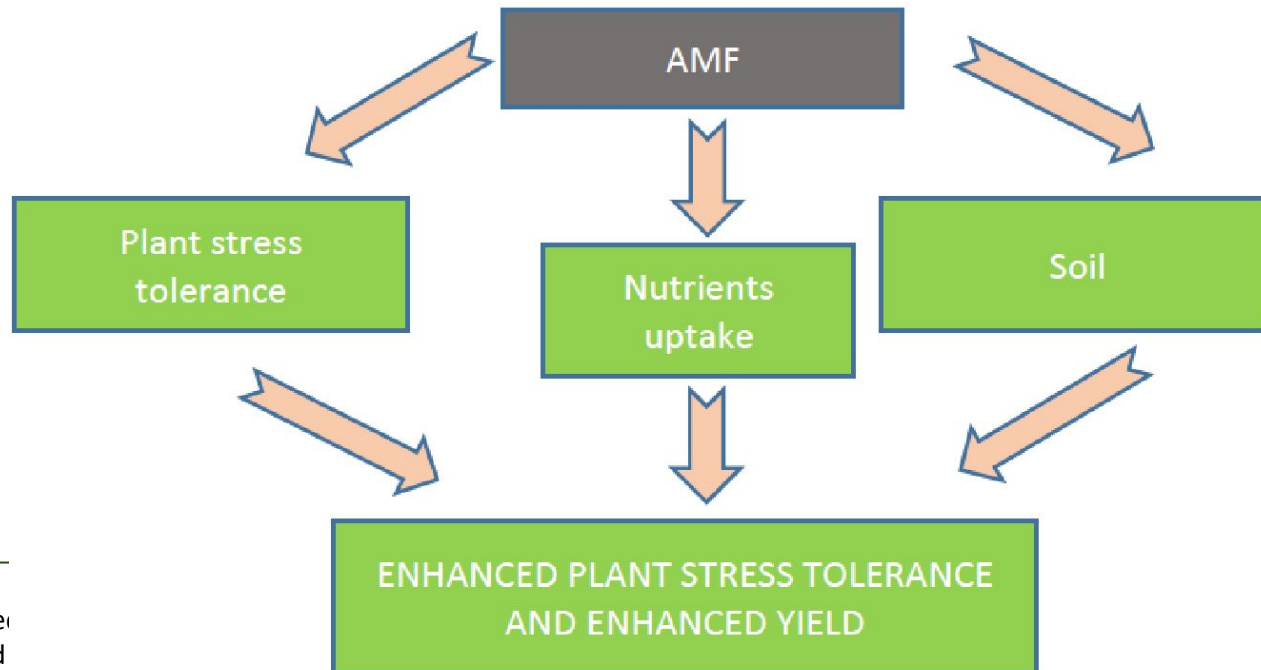 AMF
Plant stress
tolerance
Nutrients
uptake
Soil
ENHANCED PLANT STRESS TOLERANCE
AND ENHANCED YIELD